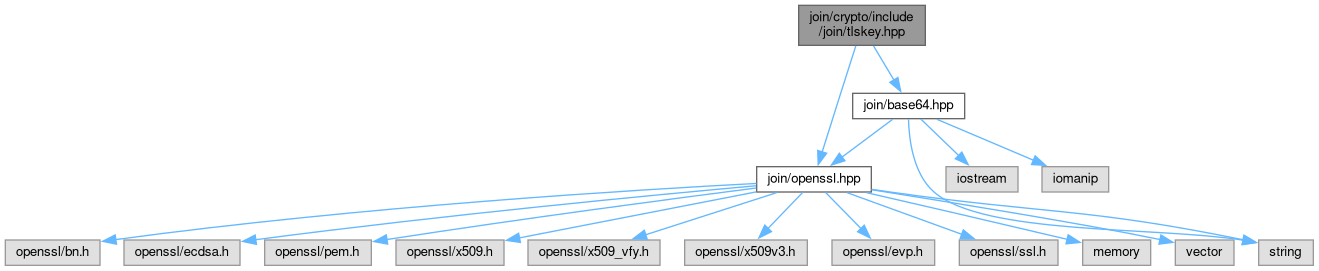 join/crypto/include
/join/tlskey.hpp
join/base64.hpp
join/openssl.hpp
iostream
iomanip
openssl/bn.h
openssl/ecdsa.h
openssl/pem.h
openssl/x509.h
openssl/x509_vfy.h
openssl/x509v3.h
openssl/evp.h
openssl/ssl.h
memory
vector
string